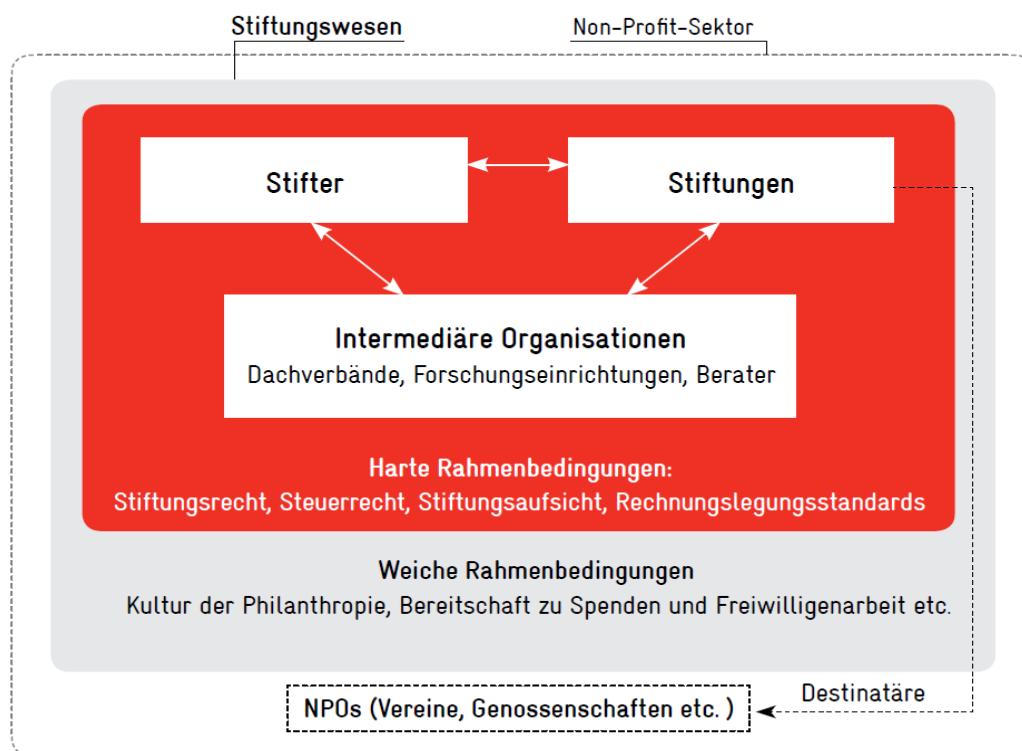 Stiftungswesen
Non-Profit-Sektor
Stifter
Stiftungen
Intermediäre Organisationen
Dachverbände, Forschungseinrichtungen, Berater
Harte Rahmenbedingungen:
Stiftungsrecht, Steuerrecht, Stiftungsaufsicht, Rechnungslegungsstandards
Weiche Rahmenbedingungen
Kultur der Philanthropie, Bereitschaft zu Spenden und Freiwilligenarbeit etc.
Destinatäre
NPOs (Vereine, Genossenschaften etc. )